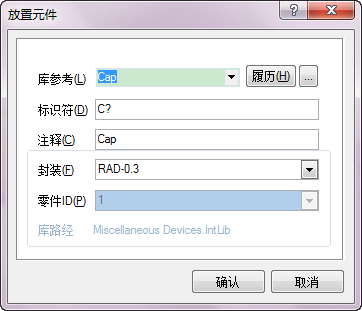 放置元件
库参考(L) Cap 履历(H) ...
标识符(D) C?
注释(C) Cap
封装(F) RAD-0.3
零件ID(P) 1
库路经 Miscellaneous Devices.IntLib
确认 取消